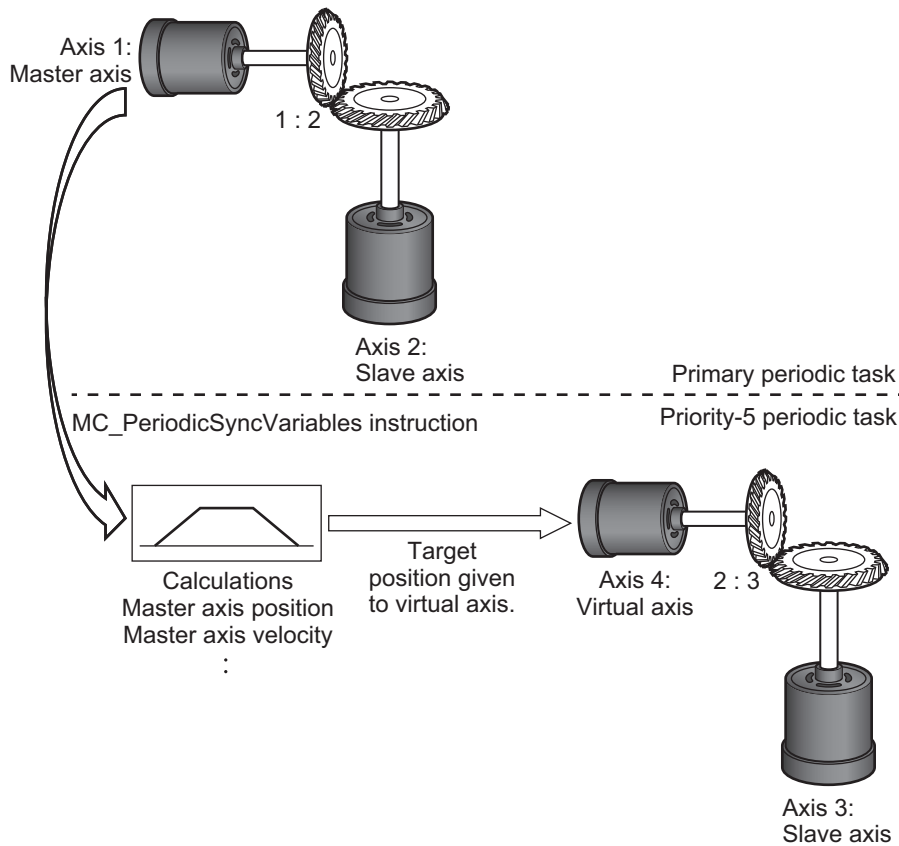 Axis 1:
Master axis
1 : 2
Axis 2:
Slave axis
Primary periodic task
MC_PeriodicSyncVariables instruction
Priority-5 periodic task
Calculations
Master axis position
Master axis velocity
:
Target
position given
to virtual axis.
Axis 4:
Virtual axis
2 : 3
Axis 3:
Slave axis